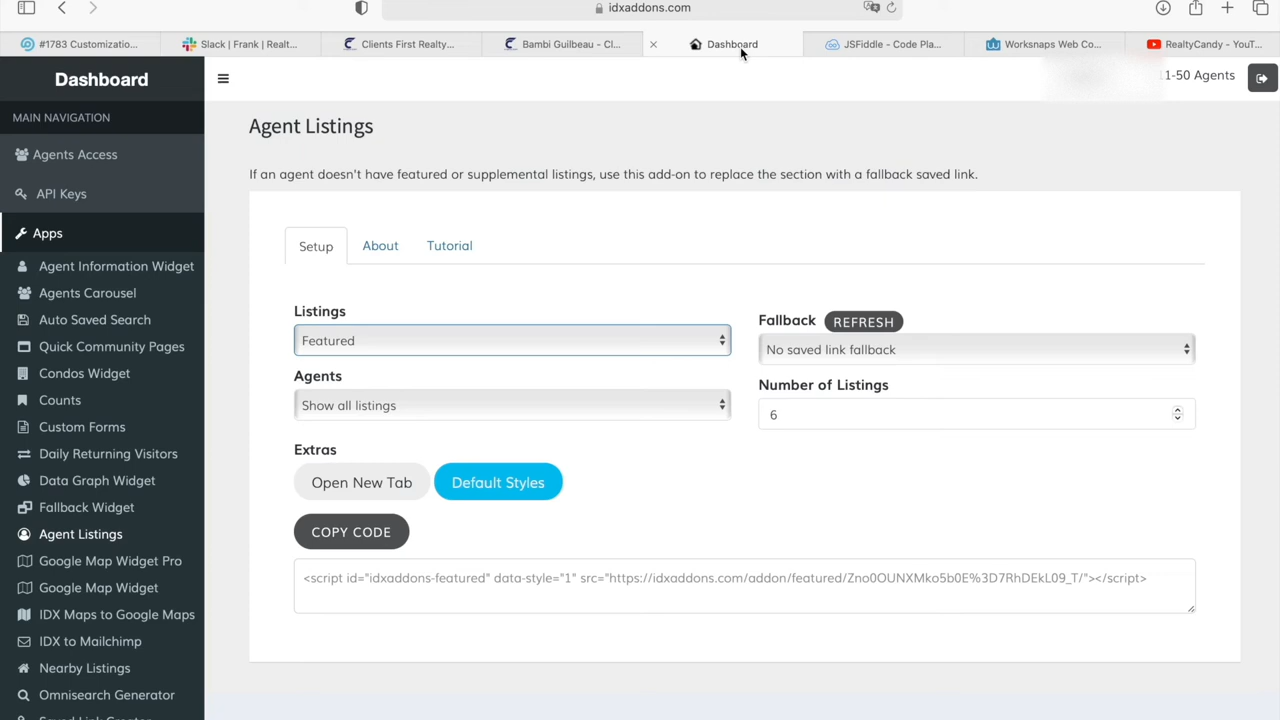 idxaddons.com
#1783 Customizatio...
Slack | Frank | Realt...
Clients First Realty...
Bambi Guilbeau - Cl...
Dashboard
JSFiddle - Code Pla...
Worksnaps Web Co...
RealtyCandy - YouT...
Dashboard
1-50 Agents
MAIN NAVIGATION
Agents Access
API Keys
Apps
Agent Information Widget
Agents Carousel
Auto Saved Search
Quick Community Pages
Condos Widget
Counts
Custom Forms
Daily Returning Visitors
Data Graph Widget
Fallback Widget
Agent Listings
Google Map Widget Pro
Google Map Widget
IDX Maps to Google Maps
IDX to Mailchimp
Nearby Listings
Omnisearch Generator
Saved Link Creator
Agent Listings
If an agent doesn't have featured or supplemental listings, use this add-on to replace the section with a fallback saved link.
Setup About Tutorial
Listings
Featured
Fallback REFRESH
No saved link fallback
Agents
Show all listings
Number of Listings
6
Extras
Open New Tab Default Styles
COPY CODE
<script id="idxaddons-featured" data-style="1" src="https://idxaddons.com/addon/featured/Zno0OUNXMko5b0E%3D7RhDEkL09_T/"></script>